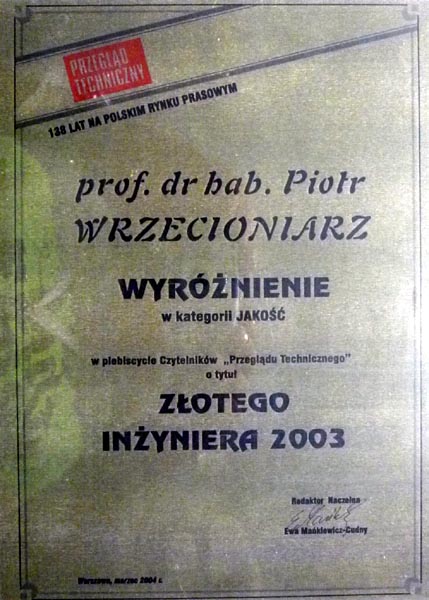 PRZEGLĄD
TECHNICZNY
138 LAT NA POLSKIM RYNKU PRASOWYM
prof. dr hab. Piotr
WRZECIONIARZ
WYRÓŻNIENIE
w kategorii JAKOŚĆ
w plebiscycie Czytelników „Przeglądu Technicznego"
o tytuł
ZŁOTEGO
INŻYNIERA 2003
Redaktor Naczelna
Ewa Mańkiewicz-Cudny
Warszawa, marzec 2004 r.